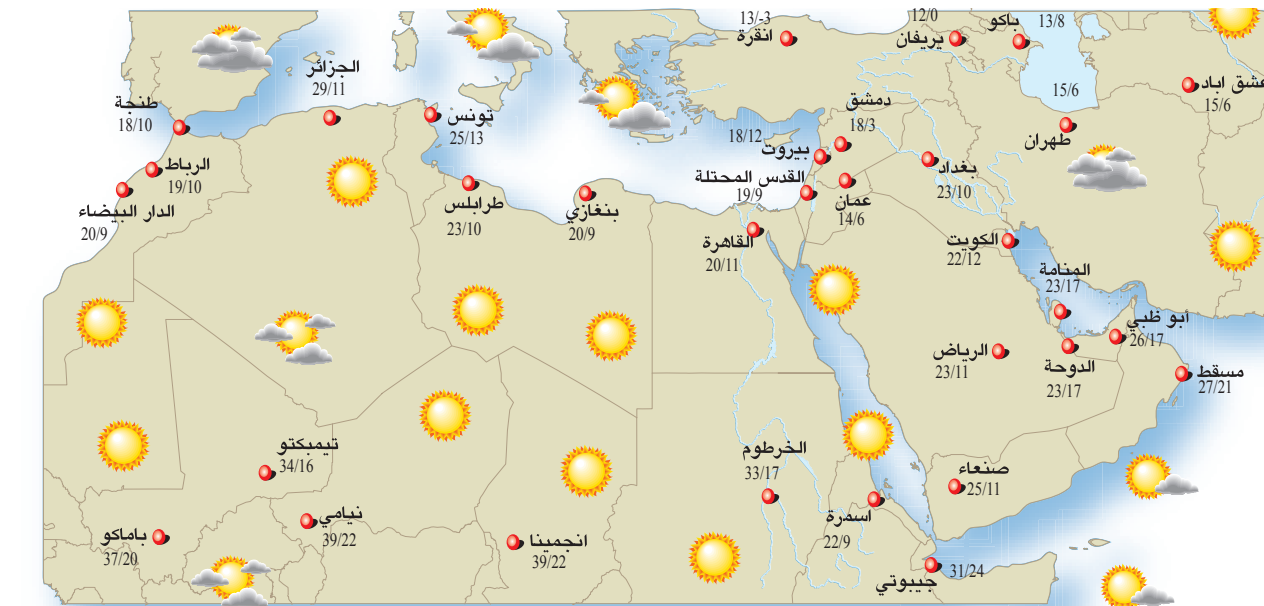 13/-3
انقرة
12/0
يريفان
باكو
13/8
15/6
عشق اباد
15/6
الجزائر
29/11
طنجة
18/10
تونس
25/13
دمشق
18/3
18/12
بيروت
طهران
الرباط
19/10
القدس المحتلة
19/9
بغداد
23/10
عمان
14/6
الدار البيضاء
20/9
طرابلس
23/10
بنغازي
20/9
القاهرة
20/11
الكويت
22/12
المنامة
23/17
أبو ظبي
26/17
الرياض
23/11
الدوحة
23/17
مسقط
27/21
تيمبكتو
34/16
الخرطوم
33/17
صنعاء
25/11
نيامي
39/22
باماكو
37/20
انجمينا
39/22
اسمرة
22/9
جيبوتي
31/24